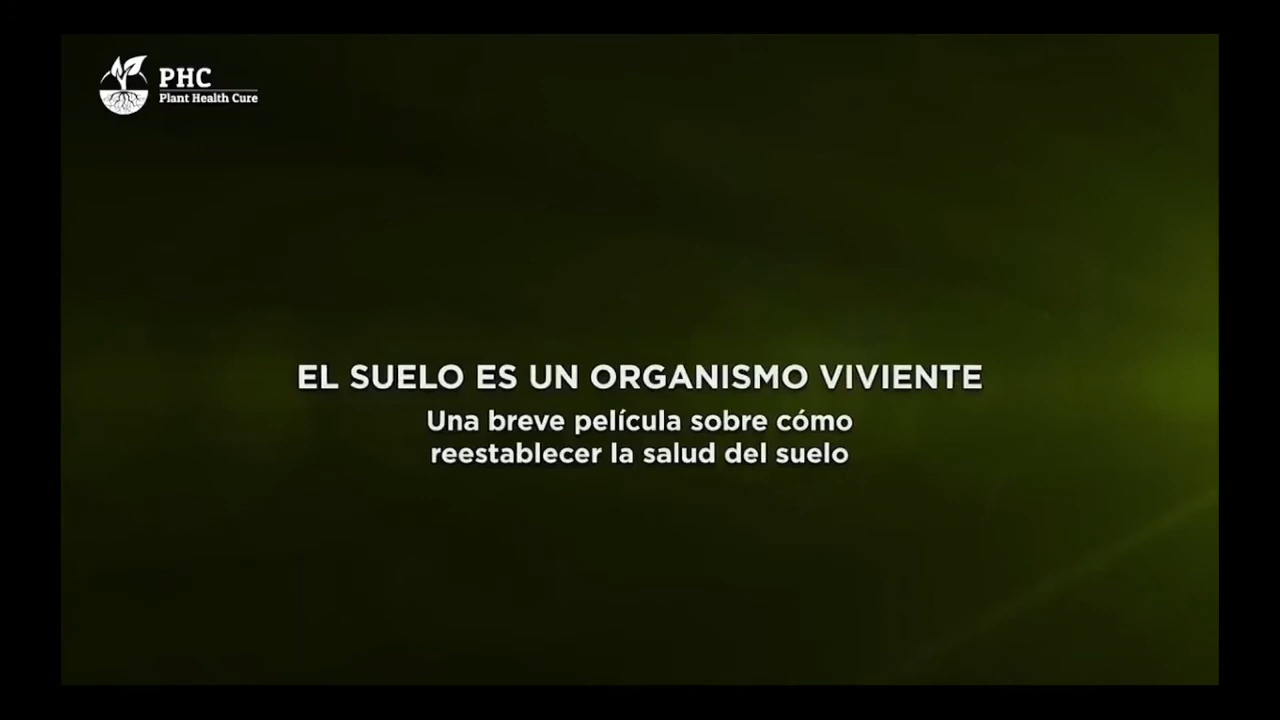 PHC
Plant Health Cure
EL SUELO ES UN ORGANISMO VIVIENTE
Una breve película sobre cómo
reestablecer la salud del suelo